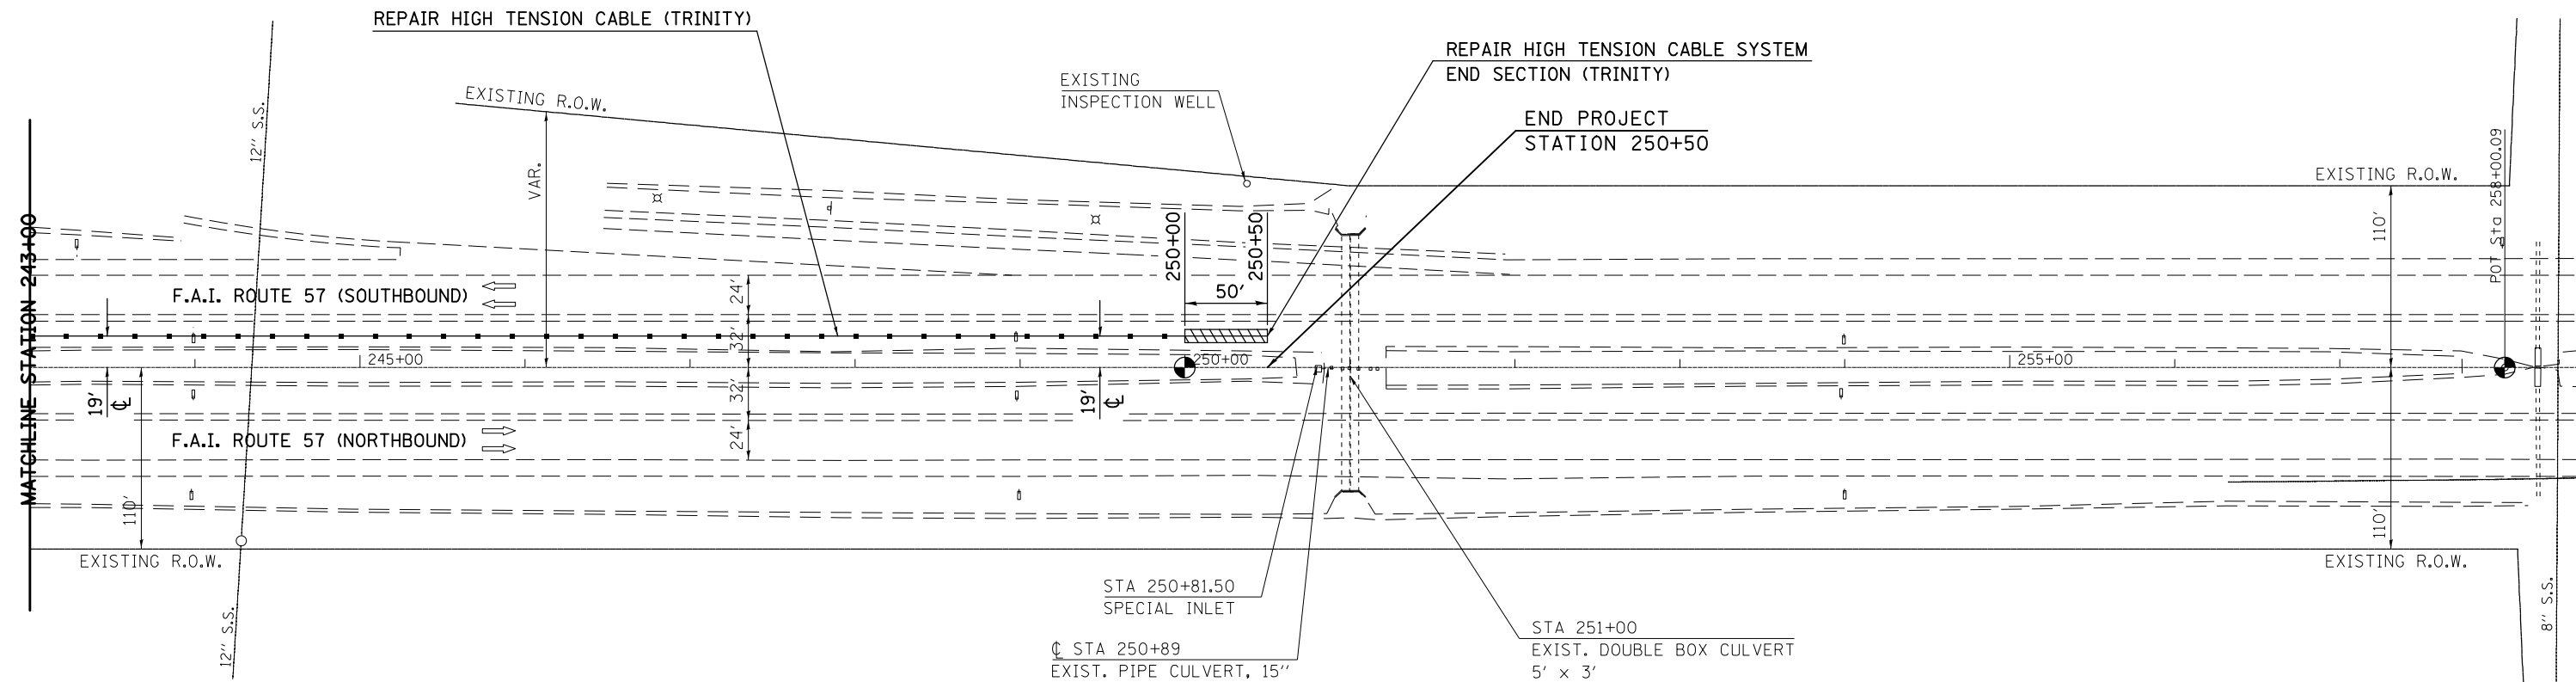 REPAIR HIGH TENSION CABLE (TRINITY)
REPAIR HIGH TENSION CABLE SYSTEM
END SECTION (TRINITY)
EXISTING
INSPECTION WELL
EXISTING R.O.W.
12" S.S.
END PROJECT
STATION 250+50
VAR.
EXISTING R.O.W.
POT Sta 258+00.09
110'
MATCHLINE STATION 243+00
250+00
250+50
50'
F.A.I. ROUTE 57 (SOUTHBOUND)
24'
32'
245+00
250+00
255+00
19'
℄
32'
19'
℄
F.A.I. ROUTE 57 (NORTHBOUND)
24'
110'
110'
EXISTING R.O.W.
EXISTING R.O.W.
STA 250+81.50
SPECIAL INLET
12" S.S.
8" S.S.
℄ STA 250+89
EXIST. PIPE CULVERT, 15"
STA 251+00
EXIST. DOUBLE BOX CULVERT
5' x 3'